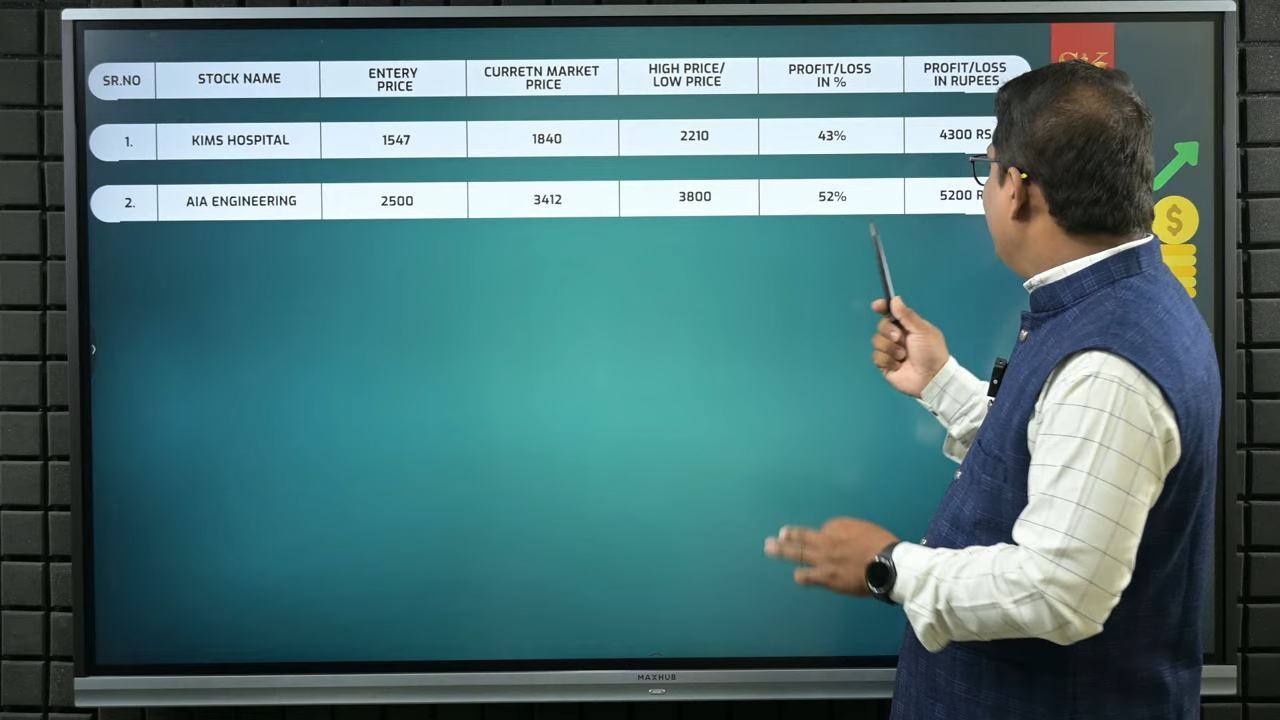 SR.NO STOCK NAME ENTERY PRICE CURRETN MARKET PRICE HIGH PRICE/ LOW PRICE PROFIT/LOSS IN % PROFIT/LOSS IN RUPEES
1. KIMS HOSPITAL 1547 1840 2210 43% 4300 RS
2. AIA ENGINEERING 2500 3412 3800 52% 5200
MAXHUB